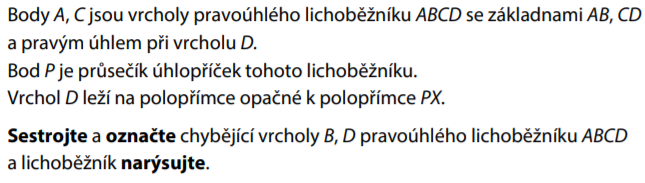 Body A, C jsou vrcholy pravoúhlého lichoběžníku ABCD se základnami AB, CD
a pravým úhlem při vrcholu D.
Bod P je průsečík úhlopříček tohoto lichoběžníku.
Vrchol D leží na polopřímce opačné k polopřímce PX.
Sestrojte a označte chybějící vrcholy B, D pravoúhlého lichoběžníku ABCD
a lichoběžník narýsujte.